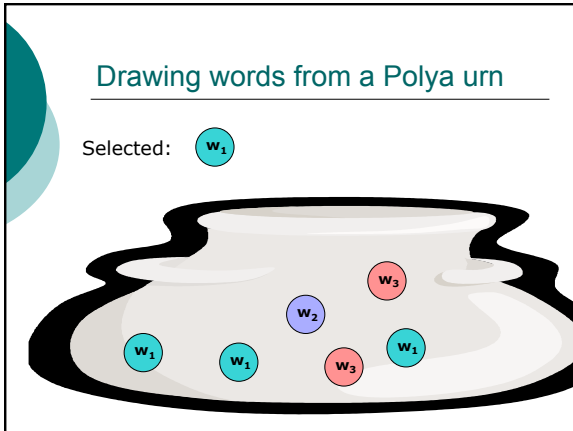 Drawing words from a Polya urn
Selected: w₁
w₃
w₂
w₁ w₁ w₃ w₁